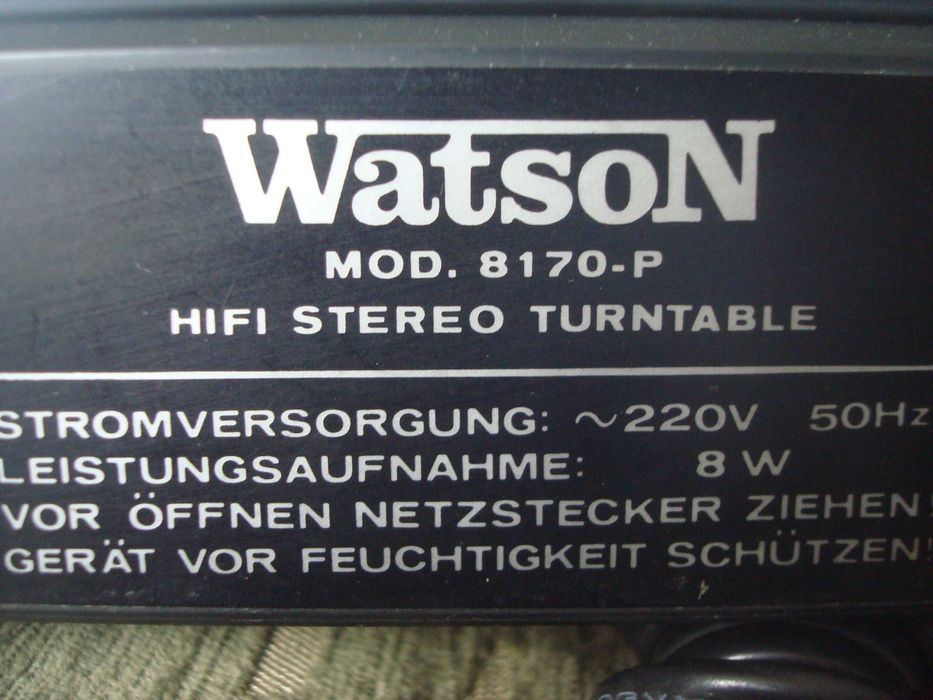 WatsoN
MOD. 8170-P
HIFI STEREO TURNTABLE
STROMVERSORGUNG: ~220V 50Hz
LEISTUNGSAUFNAHME: 8 W
VOR ÖFFNEN NETZSTECKER ZIEHEN!
GERÄT VOR FEUCHTIGKEIT SCHÜTZEN!